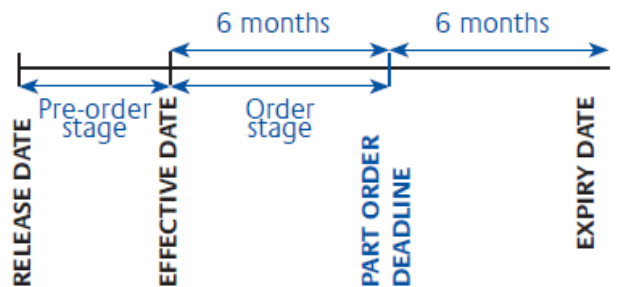 6 months
6 months
Pre-order
stage
Order
stage
RELEASE DATE
EFFECTIVE DATE
PART ORDER
DEADLINE
EXPIRY DATE